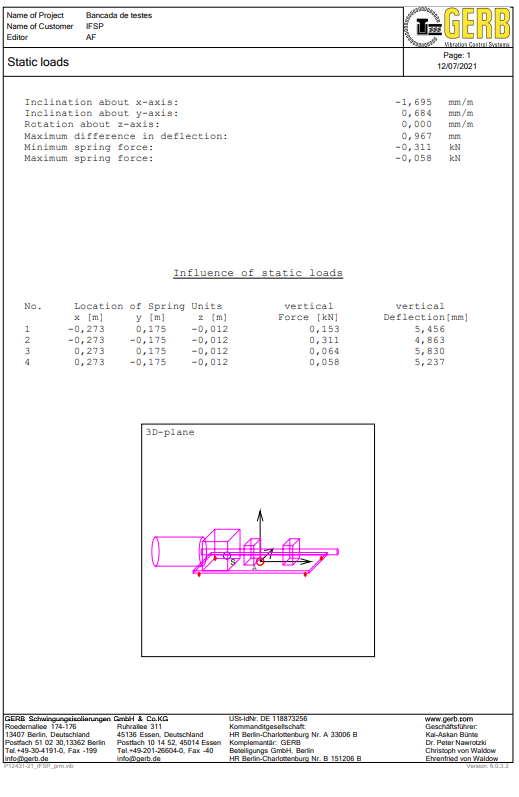 Name of Project Bancada de testes
Name of Customer IFSP
Editor AF
GERB
Vibration Control Systems
Static loads
Page: 1
12/07/2021
Inclination about x-axis: -1,695 mm/m
Inclination about y-axis: 0,684 mm/m
Rotation about z-axis: 0,000 mm/m
Maximum difference in deflection: 0,967 mm
Minimum spring force: -0,311 kN
Maximum spring force: -0,058 kN
Influence of static loads
No. Location of Spring Units vertical vertical
x [m] y [m] z [m] Force [kN] Deflection[mm]
1 -0,273 0,175 -0,012 0,153 5,456
2 -0,273 -0,175 -0,012 0,311 4,863
3 0,273 0,175 -0,012 0,064 5,830
4 0,273 -0,175 -0,012 0,058 5,237
3D-plane
S
GERB Schwingungsisolierungen GmbH & Co.KG USt-IdNr. DE 118873256 www.gerb.com
Roedernallee 174-176 Ruhrallee 311 Kommanditgesellschaft: Geschäftsführer:
13407 Berlin, Deutschland 45136 Essen, Deutschland HR Berlin-Charlottenburg Nr. A 33006 B Kai-Askan Bünte
Postfach 51 02 30,13362 Berlin Postfach 10 14 52, 45014 Essen Komplementär: GERB Dr. Peter Nawrotzki
Tel.+49-30-4191-0, Fax -199 Tel.+49-201-26604-0, Fax -40 Beteiligungs GmbH, Berlin Christoph von Waldow
info@gerb.de info@gerb.de HR Berlin-Charlottenburg Nr. B 151206 B Ehrenfried von Waldow
P12431-21_IFSP_prm.vib Version: 6.0.3.2